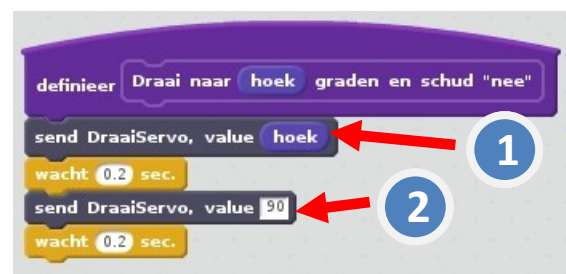 definieer Draai naar hoek graden en schud "nee"
send DraaiServo, value hoek
1
wacht 0.2 sec.
send DraaiServo, value 90
2
wacht 0.2 sec.